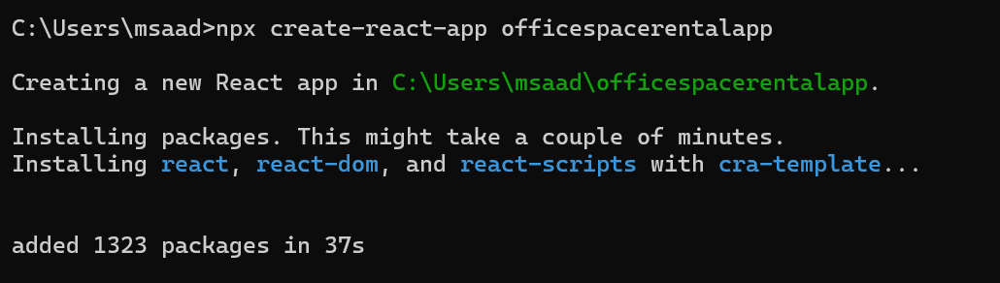 C:\Users\msaad>npx create-react-app officespacerentalapp
Creating a new React app in C:\Users\msaad\officespacerentalapp.
Installing packages. This might take a couple of minutes.
Installing react, react-dom, and react-scripts with cra-template...
added 1323 packages in 37s